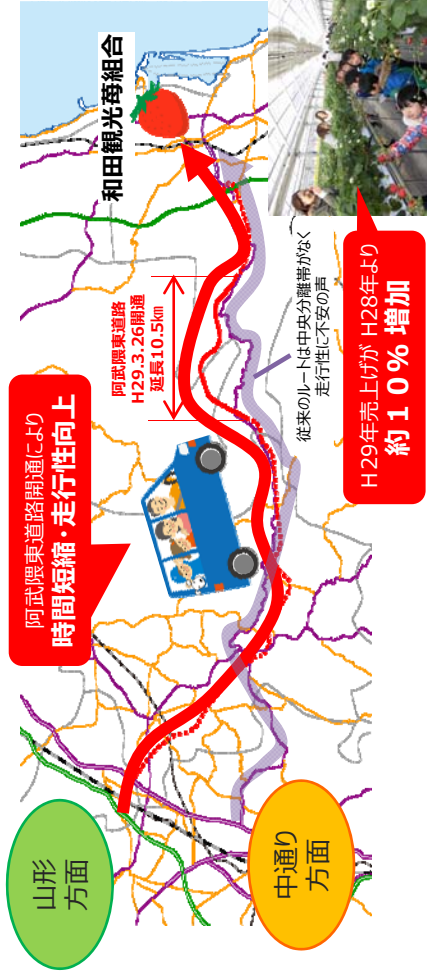 阿武隈東道路開通により
時間短縮・走行性向上
山形
方面
中通り
方面
阿武隈東道路
H29.3.26開通
延長10.5㎞
和田観光苺組合
従来のルートは中央分離帯がなく
走行性に不安の声
H29年売上げが H28年より
約１０％ 増加